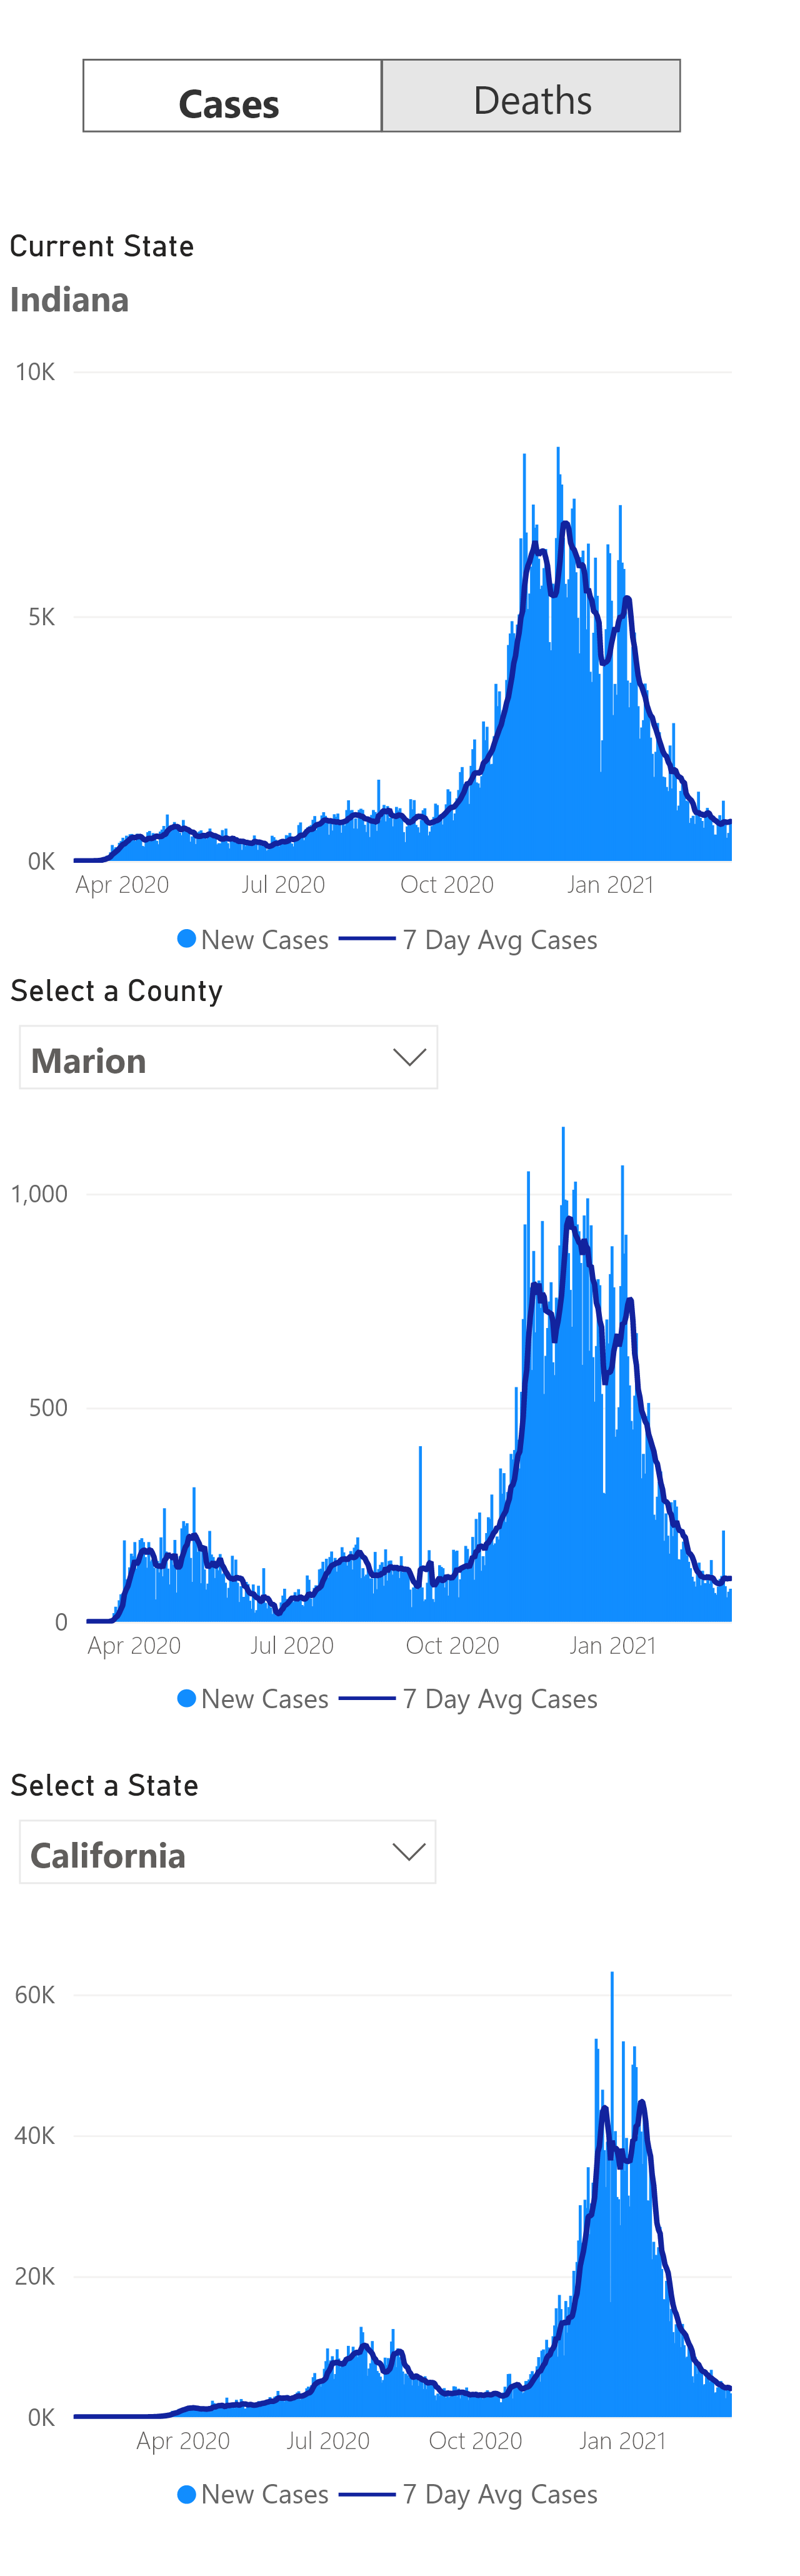 Cases Deaths
Current State
Indiana
10K
5K
0K
Apr 2020 Jul 2020 Oct 2020 Jan 2021
New Cases 7 Day Avg Cases
Select a County
Marion
1,000
500
0
Apr 2020 Jul 2020 Oct 2020 Jan 2021
New Cases 7 Day Avg Cases
Select a State
California
60K
40K
20K
0K
Apr 2020 Jul 2020 Oct 2020 Jan 2021
New Cases 7 Day Avg Cases